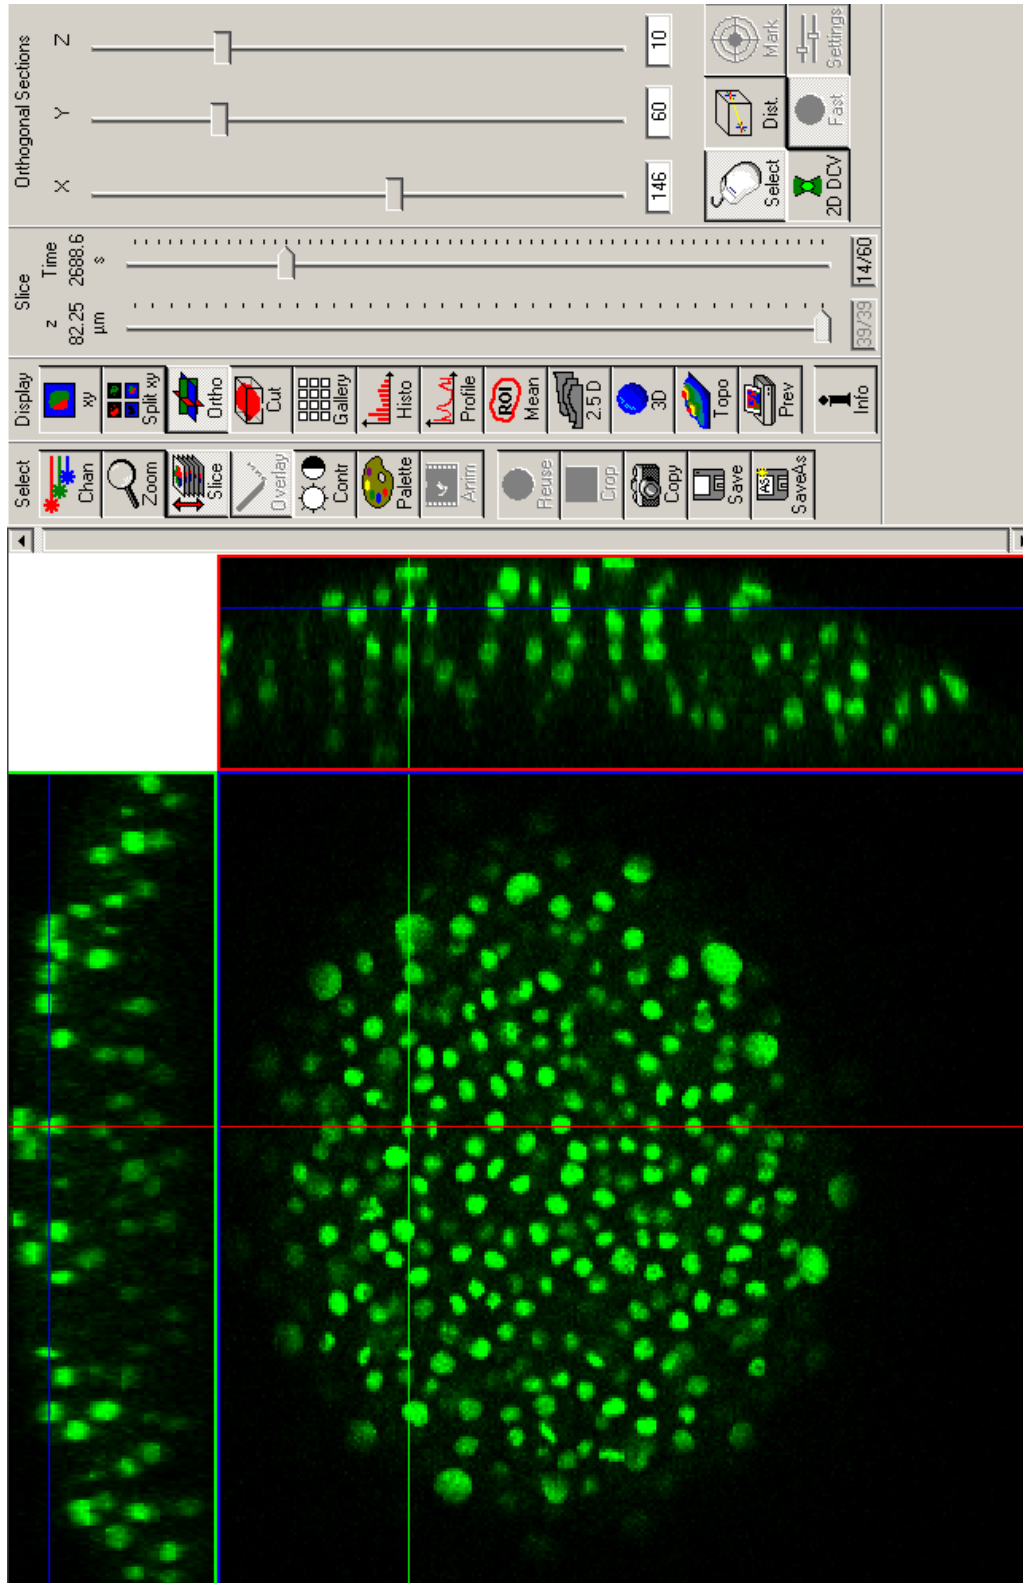 Select
Chan
Zoom
Slice
Overlay
Contr
Palette
Anim
Reuse
Crop
Copy
Save
AS
SaveAs
Display
xy
Split xy
Ortho
Cut
Gallery
Histo
Profile
ROI
Mean
2.5 D
3D
Topo
Prev
Info
Slice
z Time
82.25 2688.6
µm s
39/39 14/60
Orthogonal Sections
X Y Z
146 60 10
Select Dist. Mark
2D DCV Fast Settings